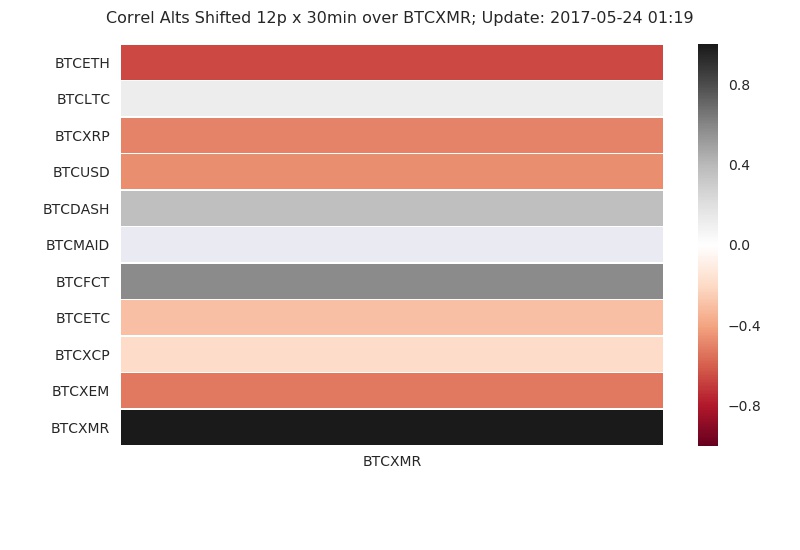 Correl Alts Shifted 12p x 30min over BTCXMR; Update: 2017-05-24 01:19
BTCETH
BTCLTC
BTCXRP
BTCUSD
BTCDASH
BTCMAID
BTCFCT
BTCETC
BTCXCP
BTCXEM
BTCXMR
BTCXMR
0.8
0.4
0.0
−0.4
−0.8